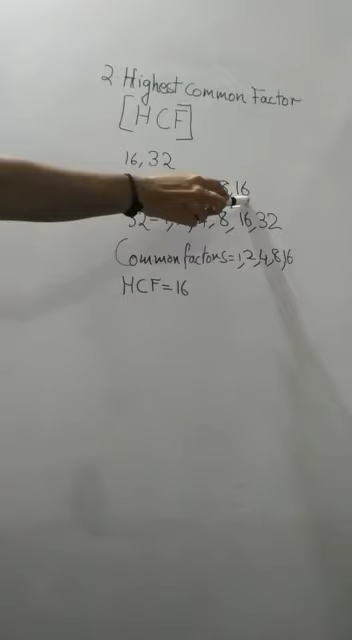 2. Highest Common Factor
[HCF]
16, 32
8, 16
32 = 1, 4, 8, 16, 32
Common factors = 1, 2, 4, 8, 16
HCF = 16